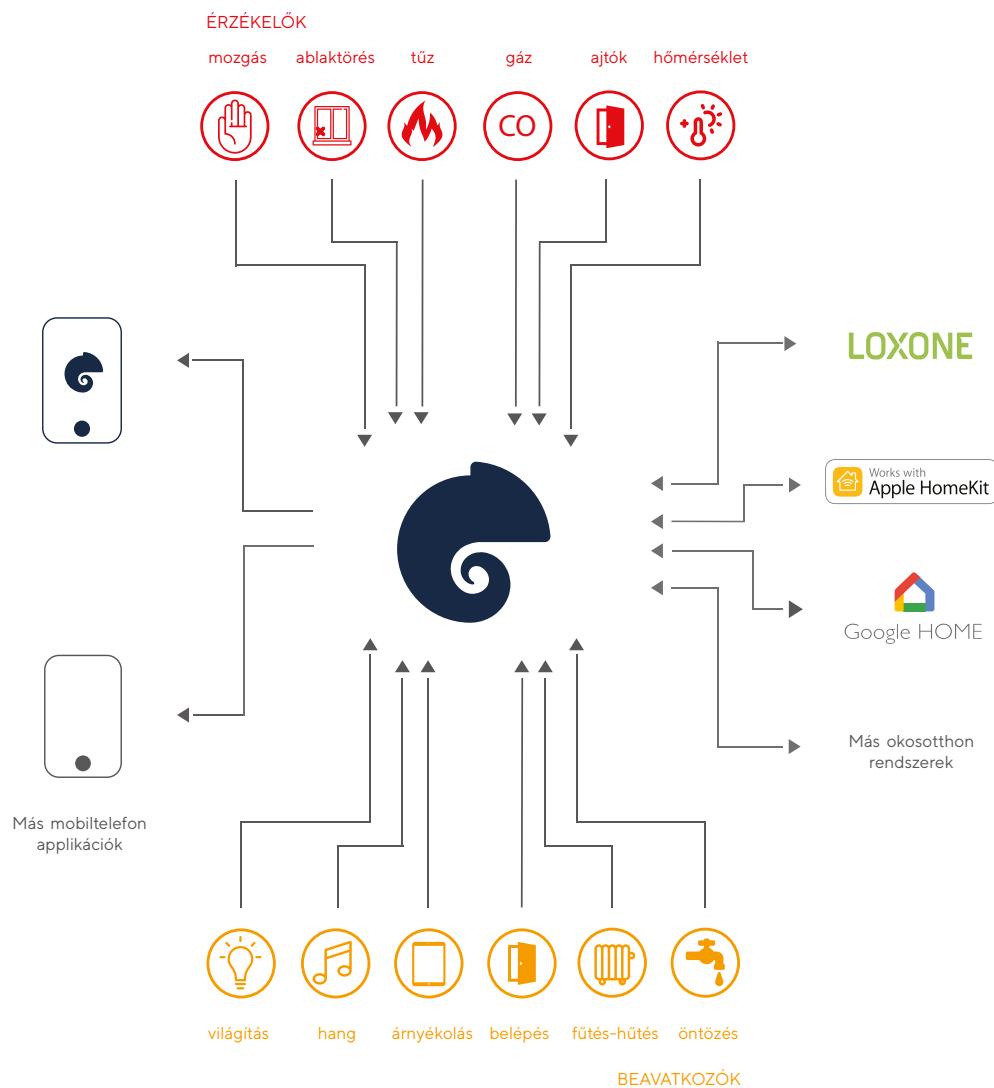 ÉRZÉKELŐK
mozgás ablaktörés tűz gáz ajtók hőmérséklet
CO
LOXONE
Works with
Apple HomeKit
Google HOME
Más okosotthon
rendszerek
Más mobiltelefon
applikációk
világítás hang árnyékolás belépés fűtés-hűtés öntözés
BEAVATKOZÓK